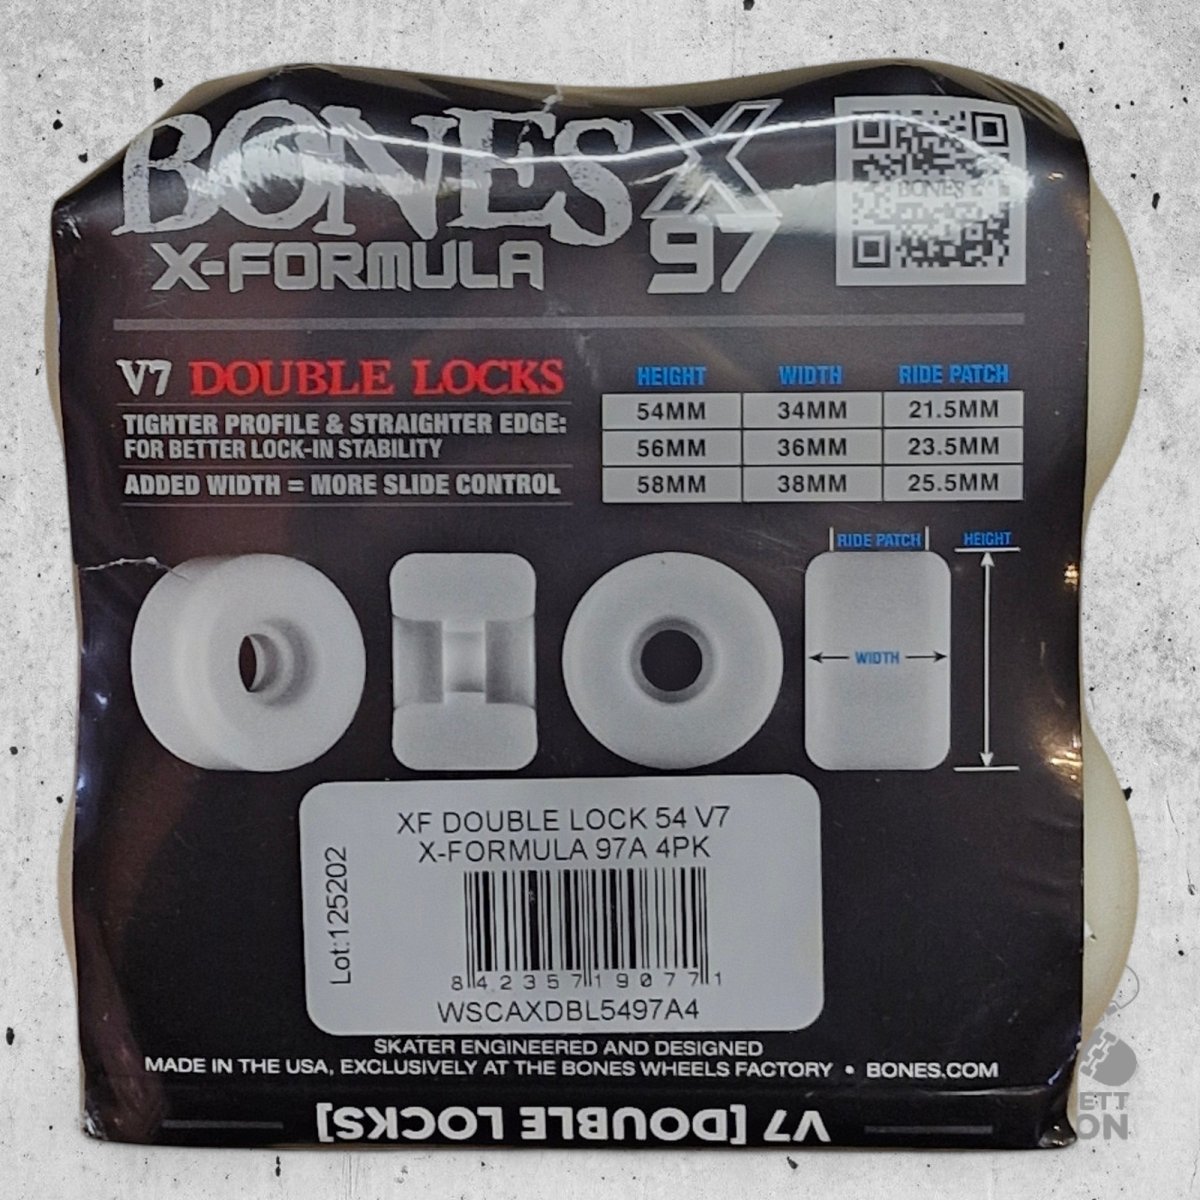 BONES X
X-FORMULA 97
BONES
V7 DOUBLE LOCKS
TIGHTER PROFILE & STRAIGHTER EDGE:
FOR BETTER LOCK-IN STABILITY
ADDED WIDTH = MORE SLIDE CONTROL
HEIGHT WIDTH RIDE PATCH
54MM 34MM 21.5MM
56MM 36MM 23.5MM
58MM 38MM 25.5MM
RIDE PATCH HEIGHT
WIDTH
XF DOUBLE LOCK 54 V7
X-FORMULA 97A 4PK
Lot:125202
8 42357 19077 1
WSCAXDBL5497A4
SKATER ENGINEERED AND DESIGNED
MADE IN THE USA, EXCLUSIVELY AT THE BONES WHEELS FACTORY • BONES.COM
V7 [DOUBLE LOCKS]
ETT
ON